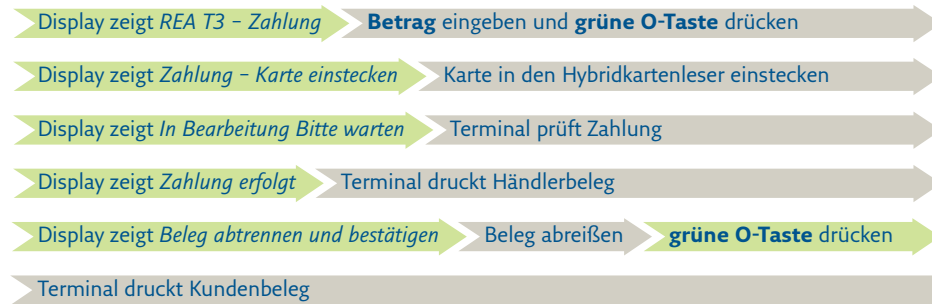 Display zeigt REA T3 – Zahlung Betrag eingeben und grüne O-Taste drücken
Display zeigt Zahlung – Karte einstecken Karte in den Hybridkartenleser einstecken
Display zeigt In Bearbeitung Bitte warten Terminal prüft Zahlung
Display zeigt Zahlung erfolgt Terminal druckt Händlerbeleg
Display zeigt Beleg abtrennen und bestätigen Beleg abreißen grüne O-Taste drücken
Terminal druckt Kundenbeleg